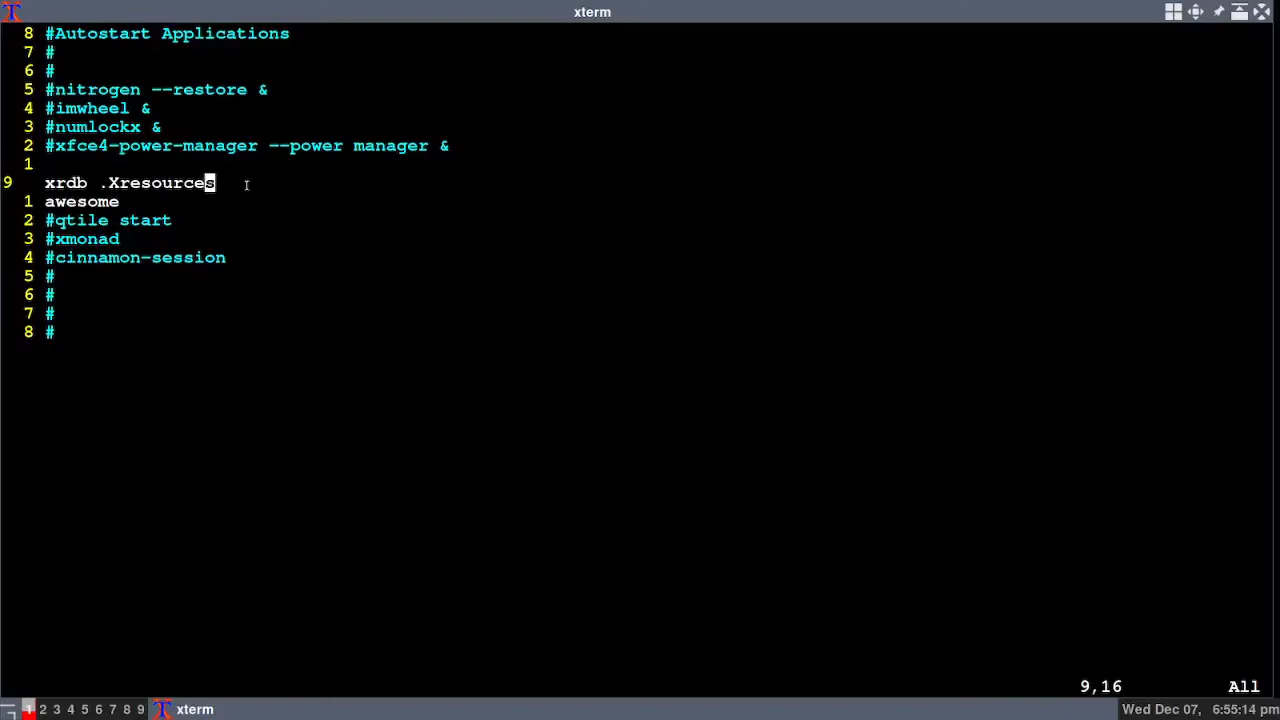 xterm
8 #Autostart Applications
7 #
6 #
5 #nitrogen --restore &
4 #imwheel &
3 #numlockx &
2 #xfce4-power-manager --power manager &
1
9 xrdb .Xresources
1 awesome
2 #qtile start
3 #xmonad
4 #cinnamon-session
5 #
6 #
7 #
8 #
9,16 All
1 2 3 4 5 6 7 8 9 xterm Wed Dec 07, 6:55:14 pm